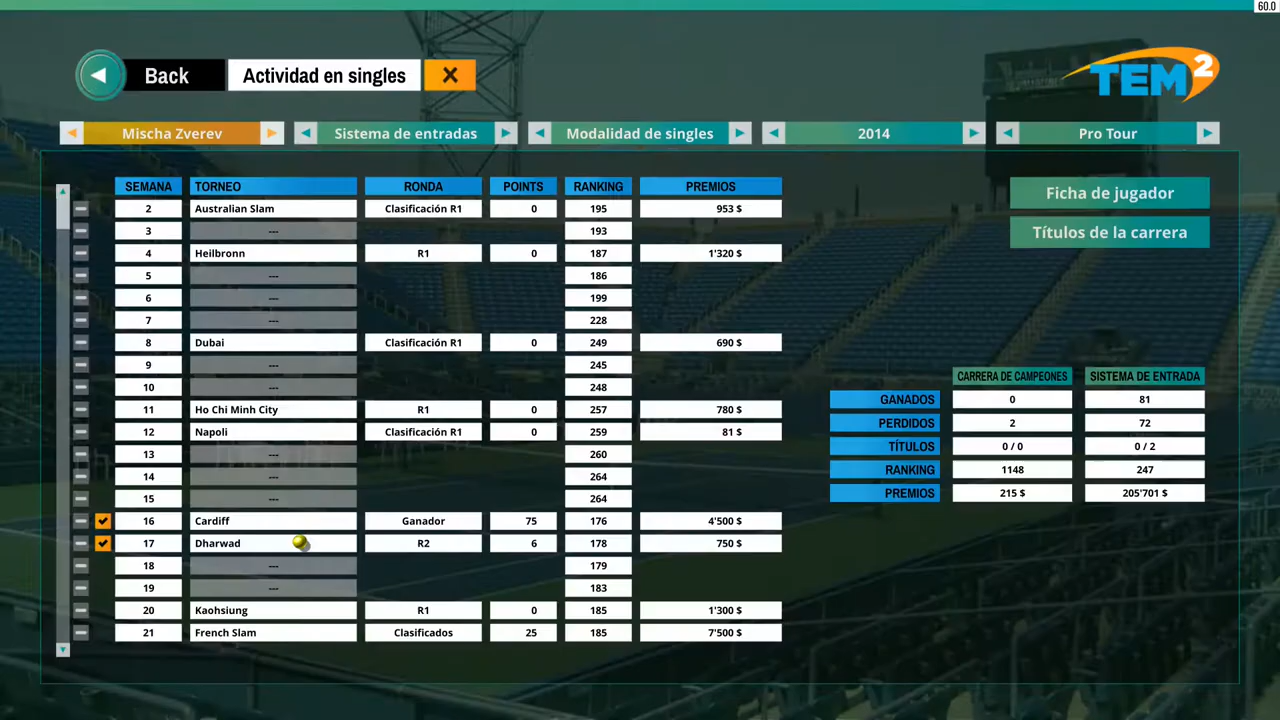 60.0
Back
Actividad en singles
TEM2
Mischa Zverev
Sistema de entradas
Modalidad de singles
2014
Pro Tour
SEMANA TORNEO RONDA POINTS RANKING PREMIOS
2 Australian Slam Clasificación R1 0 195 953 $
3 --- 193
4 Heilbronn R1 0 187 1'320 $
5 --- 186
6 --- 199
7 --- 228
8 Dubai Clasificación R1 0 249 690 $
9 --- 245
10 --- 248
11 Ho Chi Minh City R1 0 257 780 $
12 Napoli Clasificación R1 0 259 81 $
13 --- 260
14 --- 264
15 --- 264
16 Cardiff Ganador 75 176 4'500 $
17 Dharwad R2 6 178 750 $
18 --- 179
19 --- 183
20 Kaohsiung R1 0 185 1'300 $
21 French Slam Clasificados 25 185 7'500 $
Ficha de jugador
Títulos de la carrera
CARRERA DE CAMPEONES SISTEMA DE ENTRADA
GANADOS 0 81
PERDIDOS 2 72
TÍTULOS 0 / 0 0 / 2
RANKING 1148 247
PREMIOS 215 $ 205'701 $